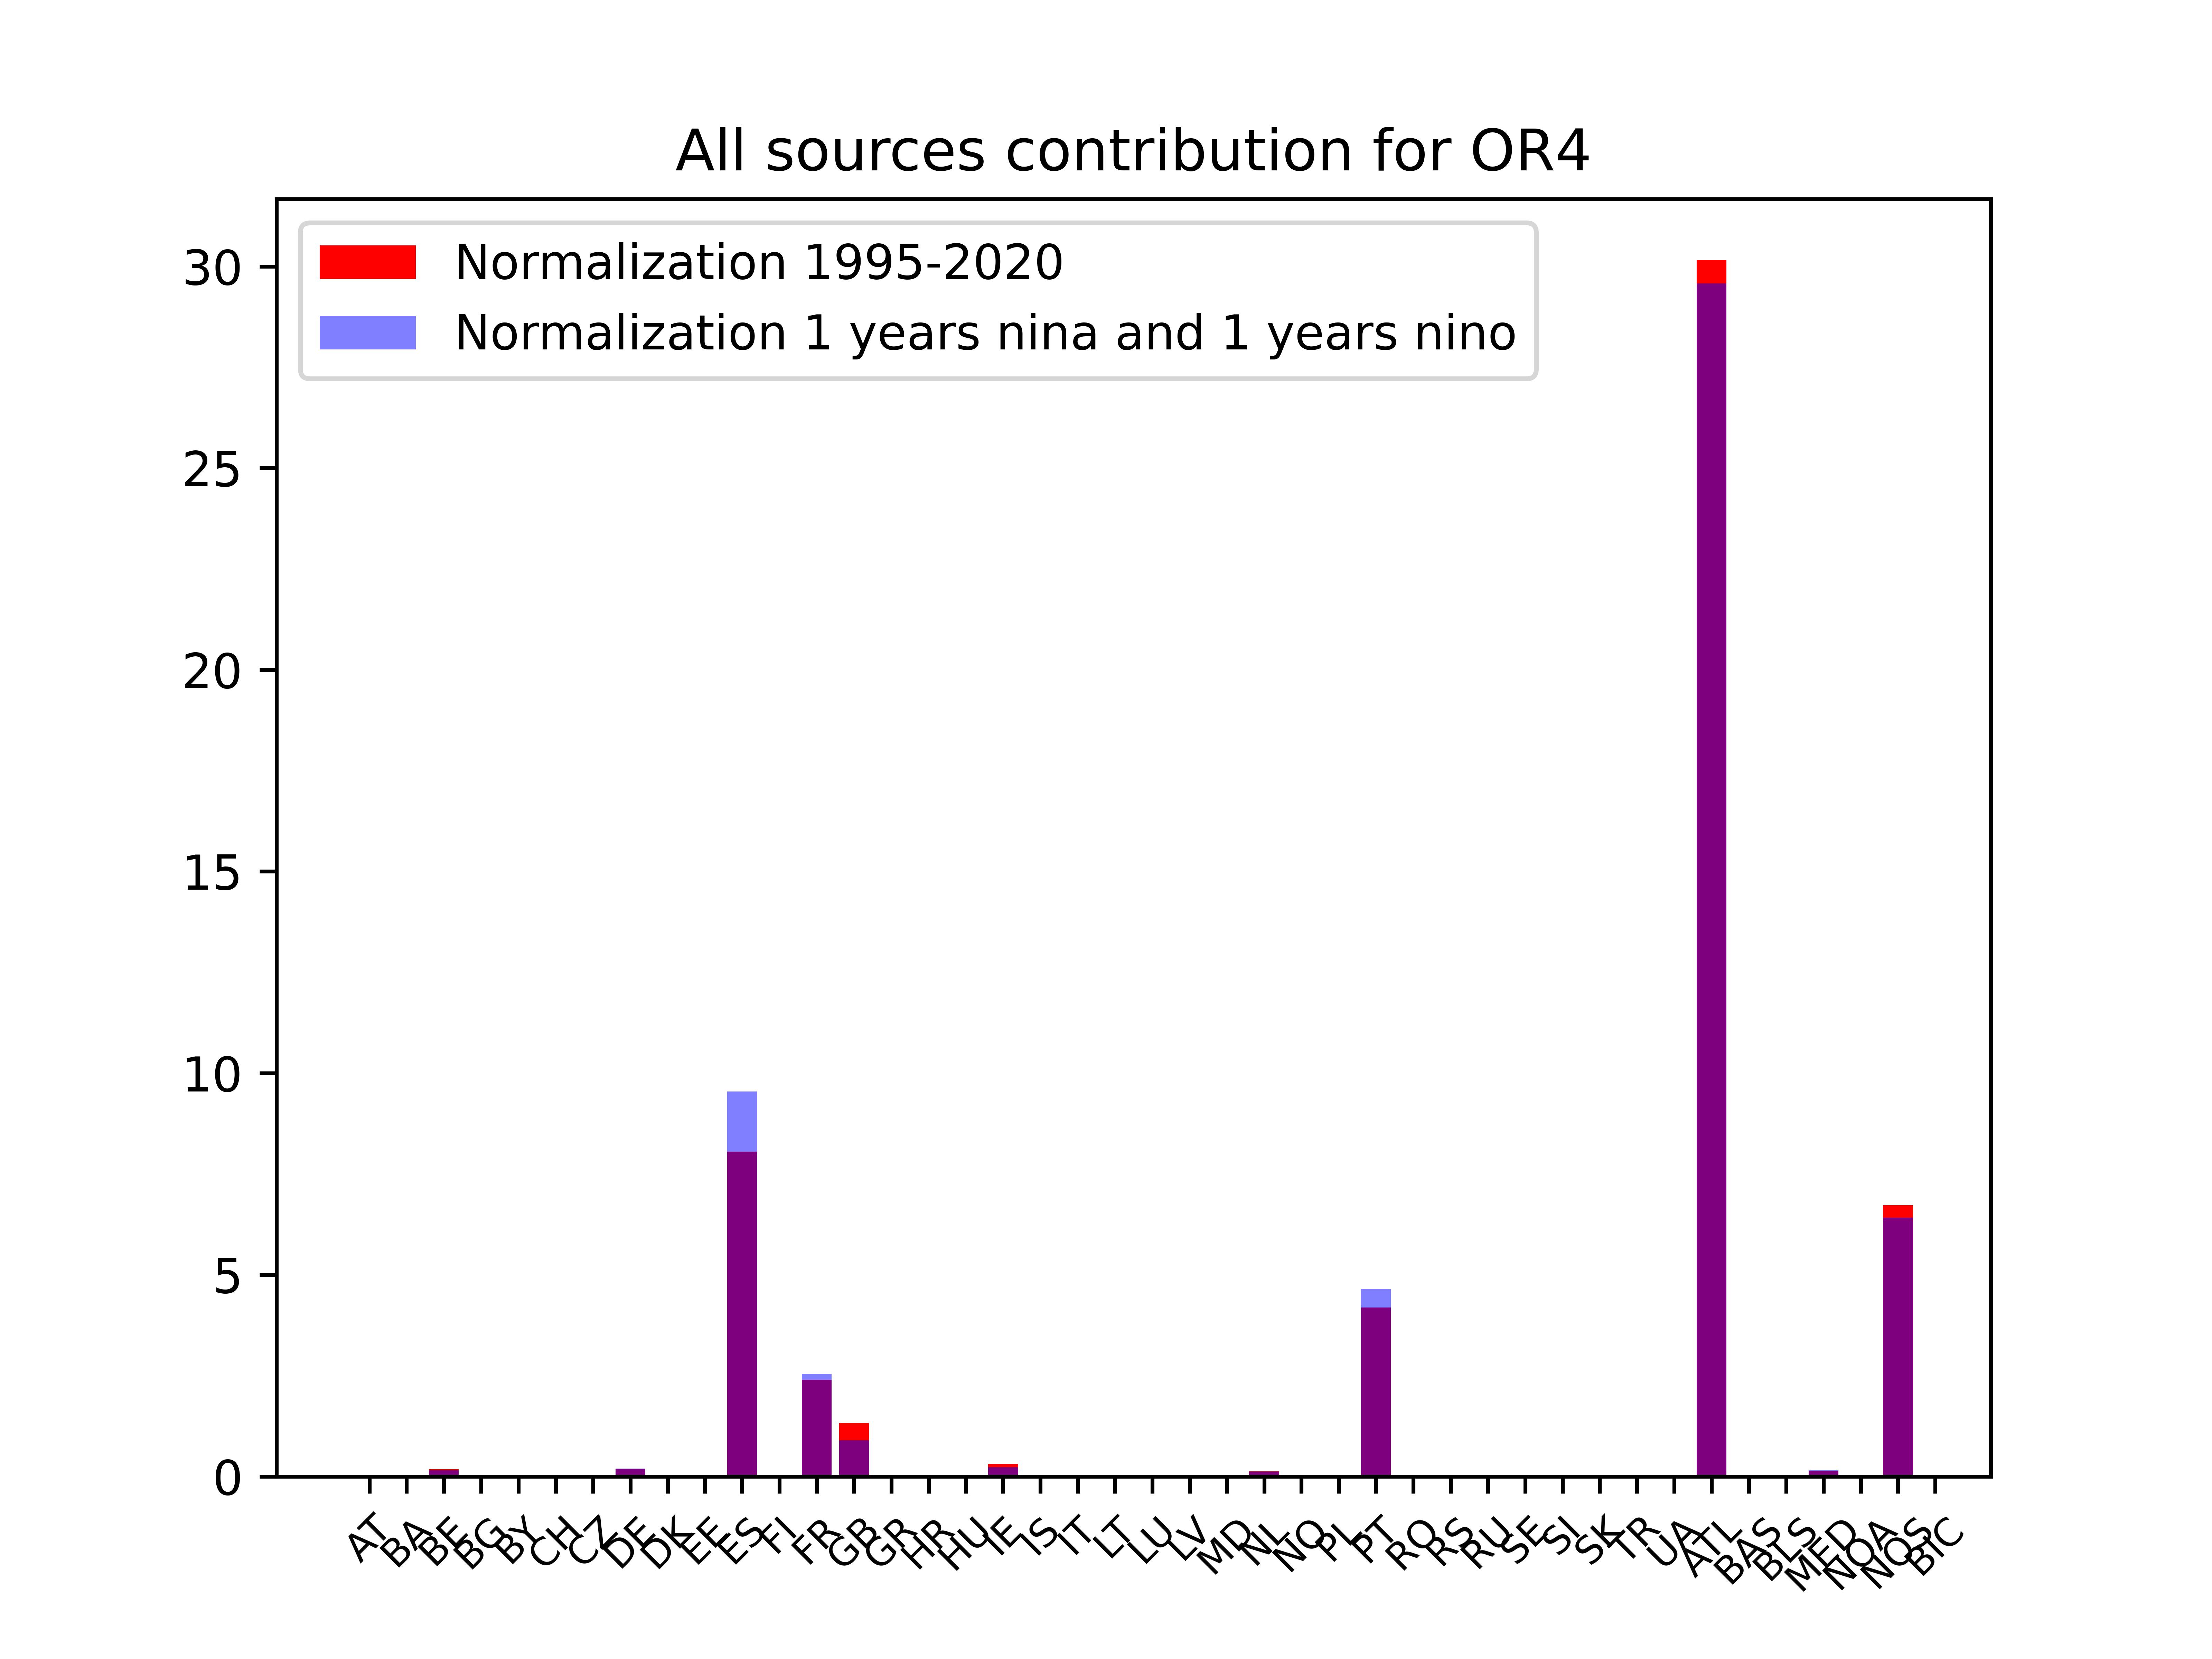 All sources contribution for OR4
Normalization 1995-2020
Normalization 1 years nina and 1 years nino
30
25
20
15
10
5
0
AT
BA
BE
BG
BY
CH
CZ
DE
DK
EE
ES
FI
FR
GB
GR
HR
HU
IE
IS
IT
LT
LU
LV
MD
NL
NO
PL
PT
RO
RS
RU
SE
SI
SK
TR
UA
ATL
BAS
BLS
MED
NOA
NOS
BIC